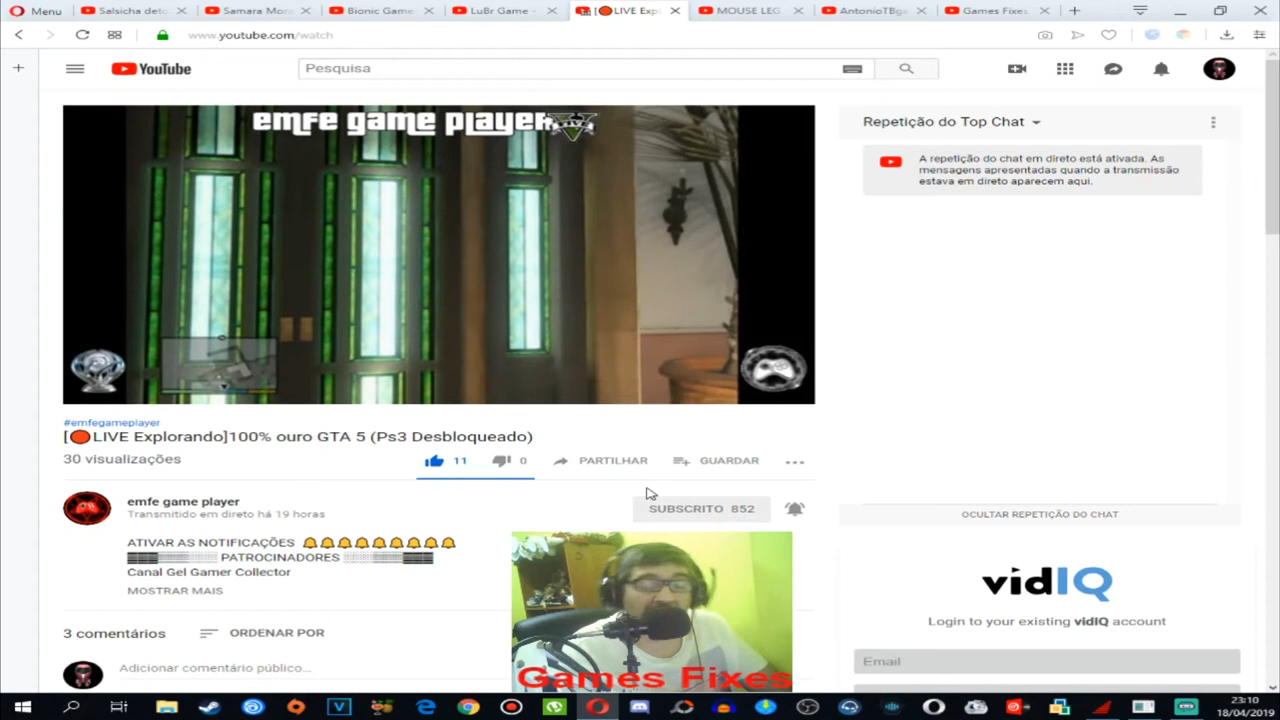 Menu
Salsicha deto
Samara Mora
Bionic Game
LuBr Game -
[🔴LIVE Expl
MOUSE LEG
AntonioTBga
Games Fixes
www.youtube.com/watch
YouTube
Pesquisa
emfe game player
Repetição do Top Chat
A repetição do chat em direto está ativada. As
mensagens apresentadas quando a transmissão
estava em direto aparecem aqui.
#emfegameplayer
[🔴LIVE Explorando]100% ouro GTA 5 (Ps3 Desbloqueado)
30 visualizações
11
0
PARTILHAR
GUARDAR
emfe game player
Transmitido em direto há 19 horas
SUBSCRITO 852
OCULTAR REPETIÇÃO DO CHAT
ATIVAR AS NOTIFICAÇÕES 🔔🔔🔔🔔🔔🔔🔔🔔🔔
PATROCINADORES
Canal Gel Gamer Collector
MOSTRAR MAIS
vidIQ
Login to your existing vidIQ account
3 comentários
ORDENAR POR
Email
Adicionar comentário público...
Games Fixes
23:10
18/04/2019